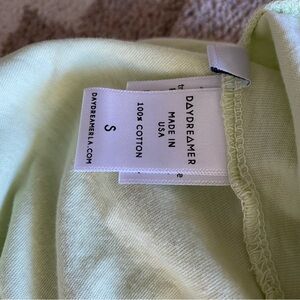 DAYDREAMER
MADE IN
USA
100% COTTON
S
DAYDREAMERLA.COM